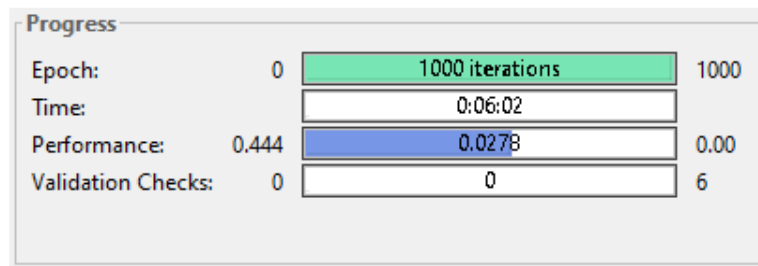 Progress
Epoch: 0 1000 iterations 1000
Time: 0:06:02
Performance: 0.444 0.0278 0.00
Validation Checks: 0 0 6